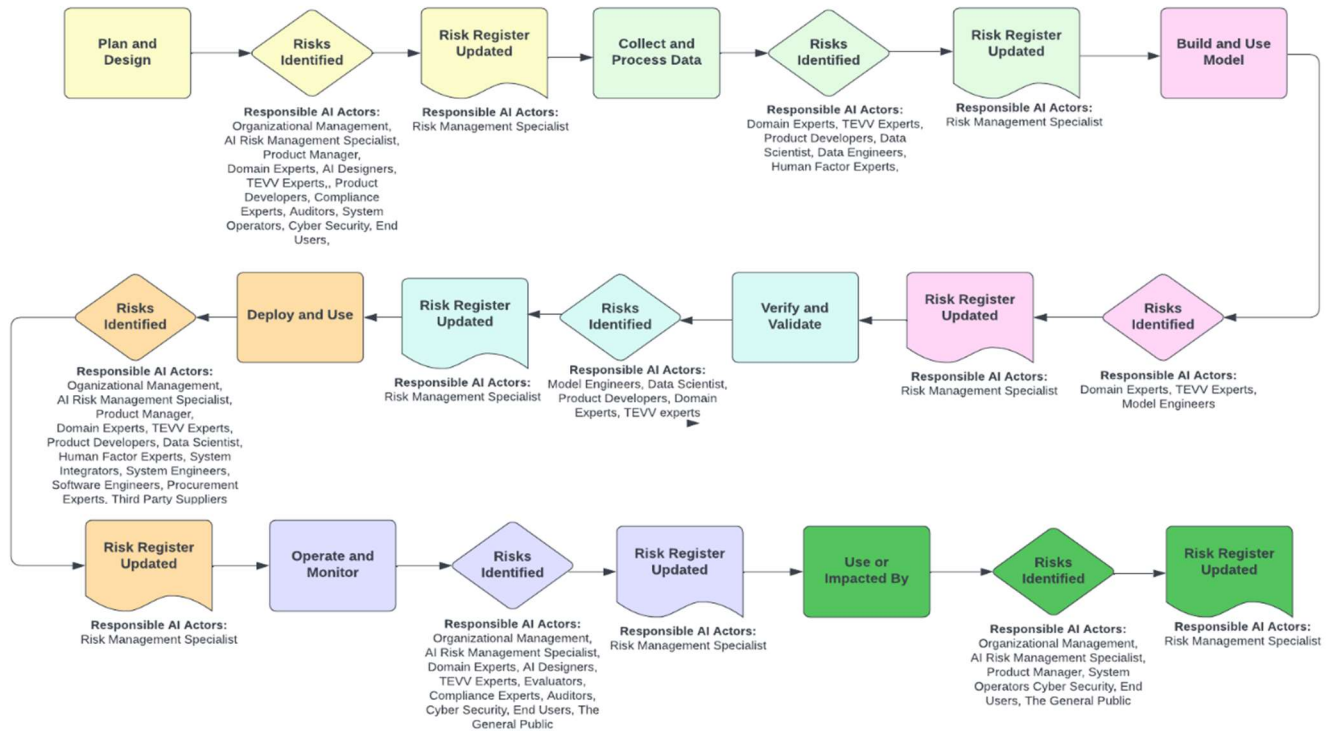 Plan and
Design
Risks
Identified
Responsible AI Actors:
Organizational Management,
AI Risk Management Specialist,
Product Manager,
Domain Experts, AI Designers,
TEVV Experts,, Product
Developers, Compliance
Experts, Auditors, System
Operators, Cyber Security, End
Users,
Risk Register
Updated
Responsible AI Actors:
Risk Management Specialist
Collect and
Process Data
Risks
Identified
Responsible AI Actors:
Domain Experts, TEVV Experts,
Product Developers, Data
Scientist, Data Engineers,
Human Factor Experts,
Risk Register
Updated
Responsible AI Actors:
Risk Management Specialist
Build and Use
Model
Risks
Identified
Responsible AI Actors:
Domain Experts, TEVV Experts,
Model Engineers
Risk Register
Updated
Responsible AI Actors:
Risk Management Specialist
Verify and
Validate
Risks
Identified
Responsible AI Actors:
Model Engineers, Data Scientist,
Product Developers, Domain
Experts, TEVV experts
Risk Register
Updated
Responsible AI Actors:
Risk Management Specialist
Deploy and Use
Risks
Identified
Responsible AI Actors:
Oganizational Management,
AI Risk Management Specialist,
Product Manager,
Domain Experts, TEVV Experts,
Product Developers, Data Scientist,
Human Factor Experts, System
Integrators, System Engineers,
Software Engineers, Procurement
Experts, Third Party Suppliers
Risk Register
Updated
Responsible AI Actors:
Risk Management Specialist
Operate and
Monitor
Risks
Identified
Responsible AI Actors:
Organizational Management,
AI Risk Management Specialist,
Domain Experts, AI Designers,
TEVV Experts, Evaluators,
Compliance Experts, Auditors,
Cyber Security, End Users, The
General Public
Risk Register
Updated
Responsible AI Actors:
Risk Management Specialist
Use or
Impacted By
Risks
Identified
Responsible AI Actors:
Organizational Management,
AI Risk Management Specialist,
Product Manager, System
Operators Cyber Security, End
Users, The General Public
Risk Register
Updated
Responsible AI Actors:
Risk Management Specialist